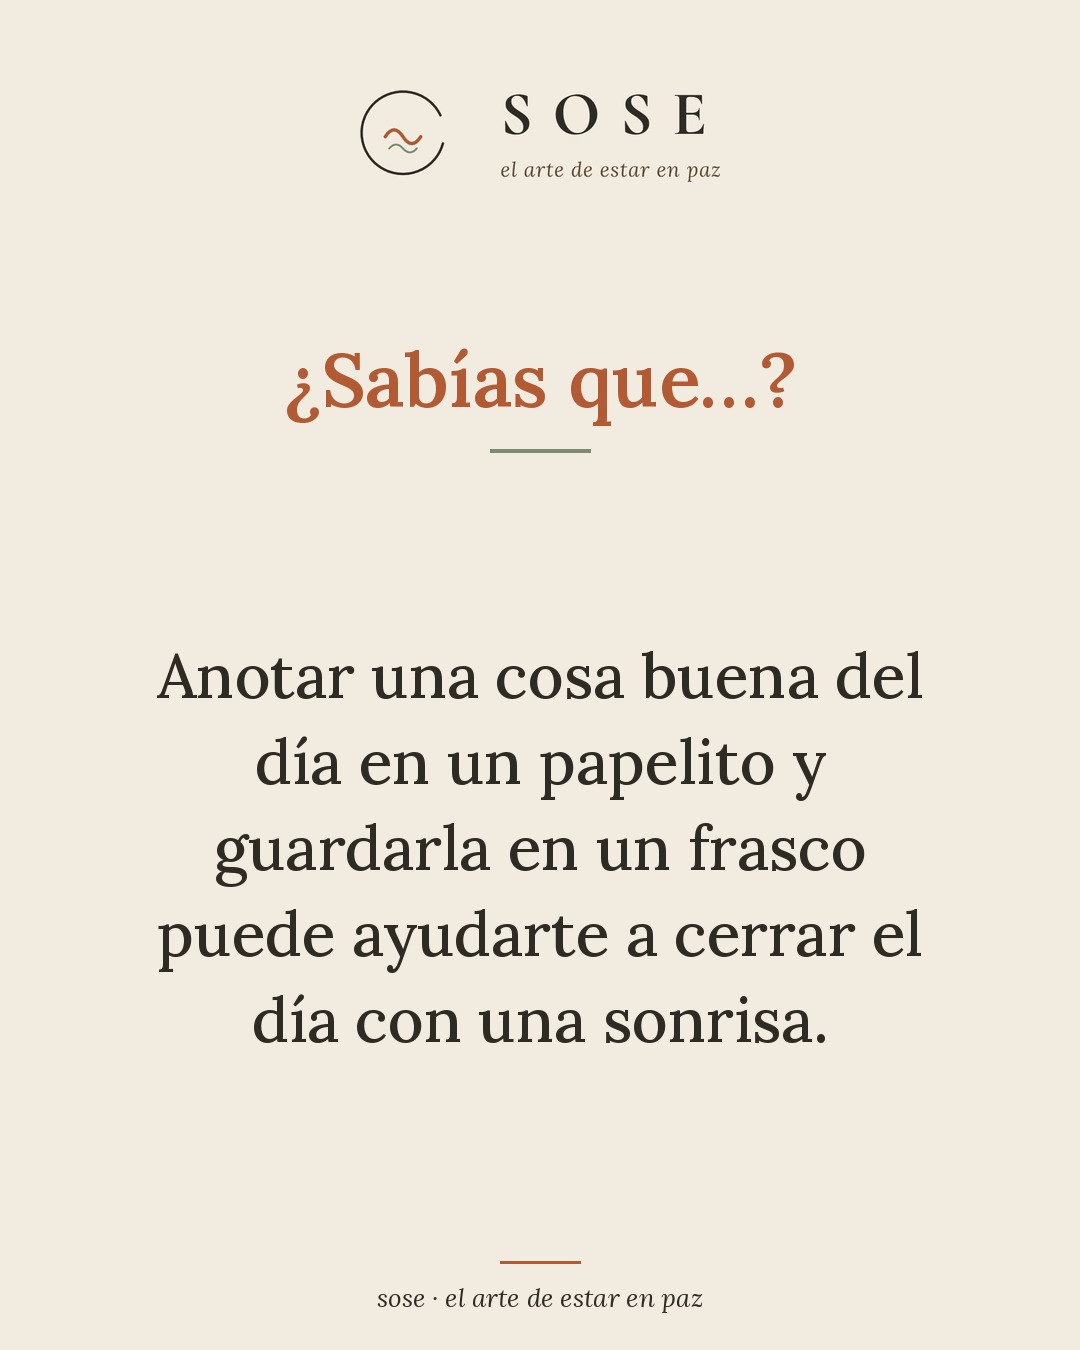 SOSE
el arte de estar en paz
¿Sabías que...?
Anotar una cosa buena del
día en un papelito y
guardarla en un frasco
puede ayudarte a cerrar el
día con una sonrisa.
sose · el arte de estar en paz